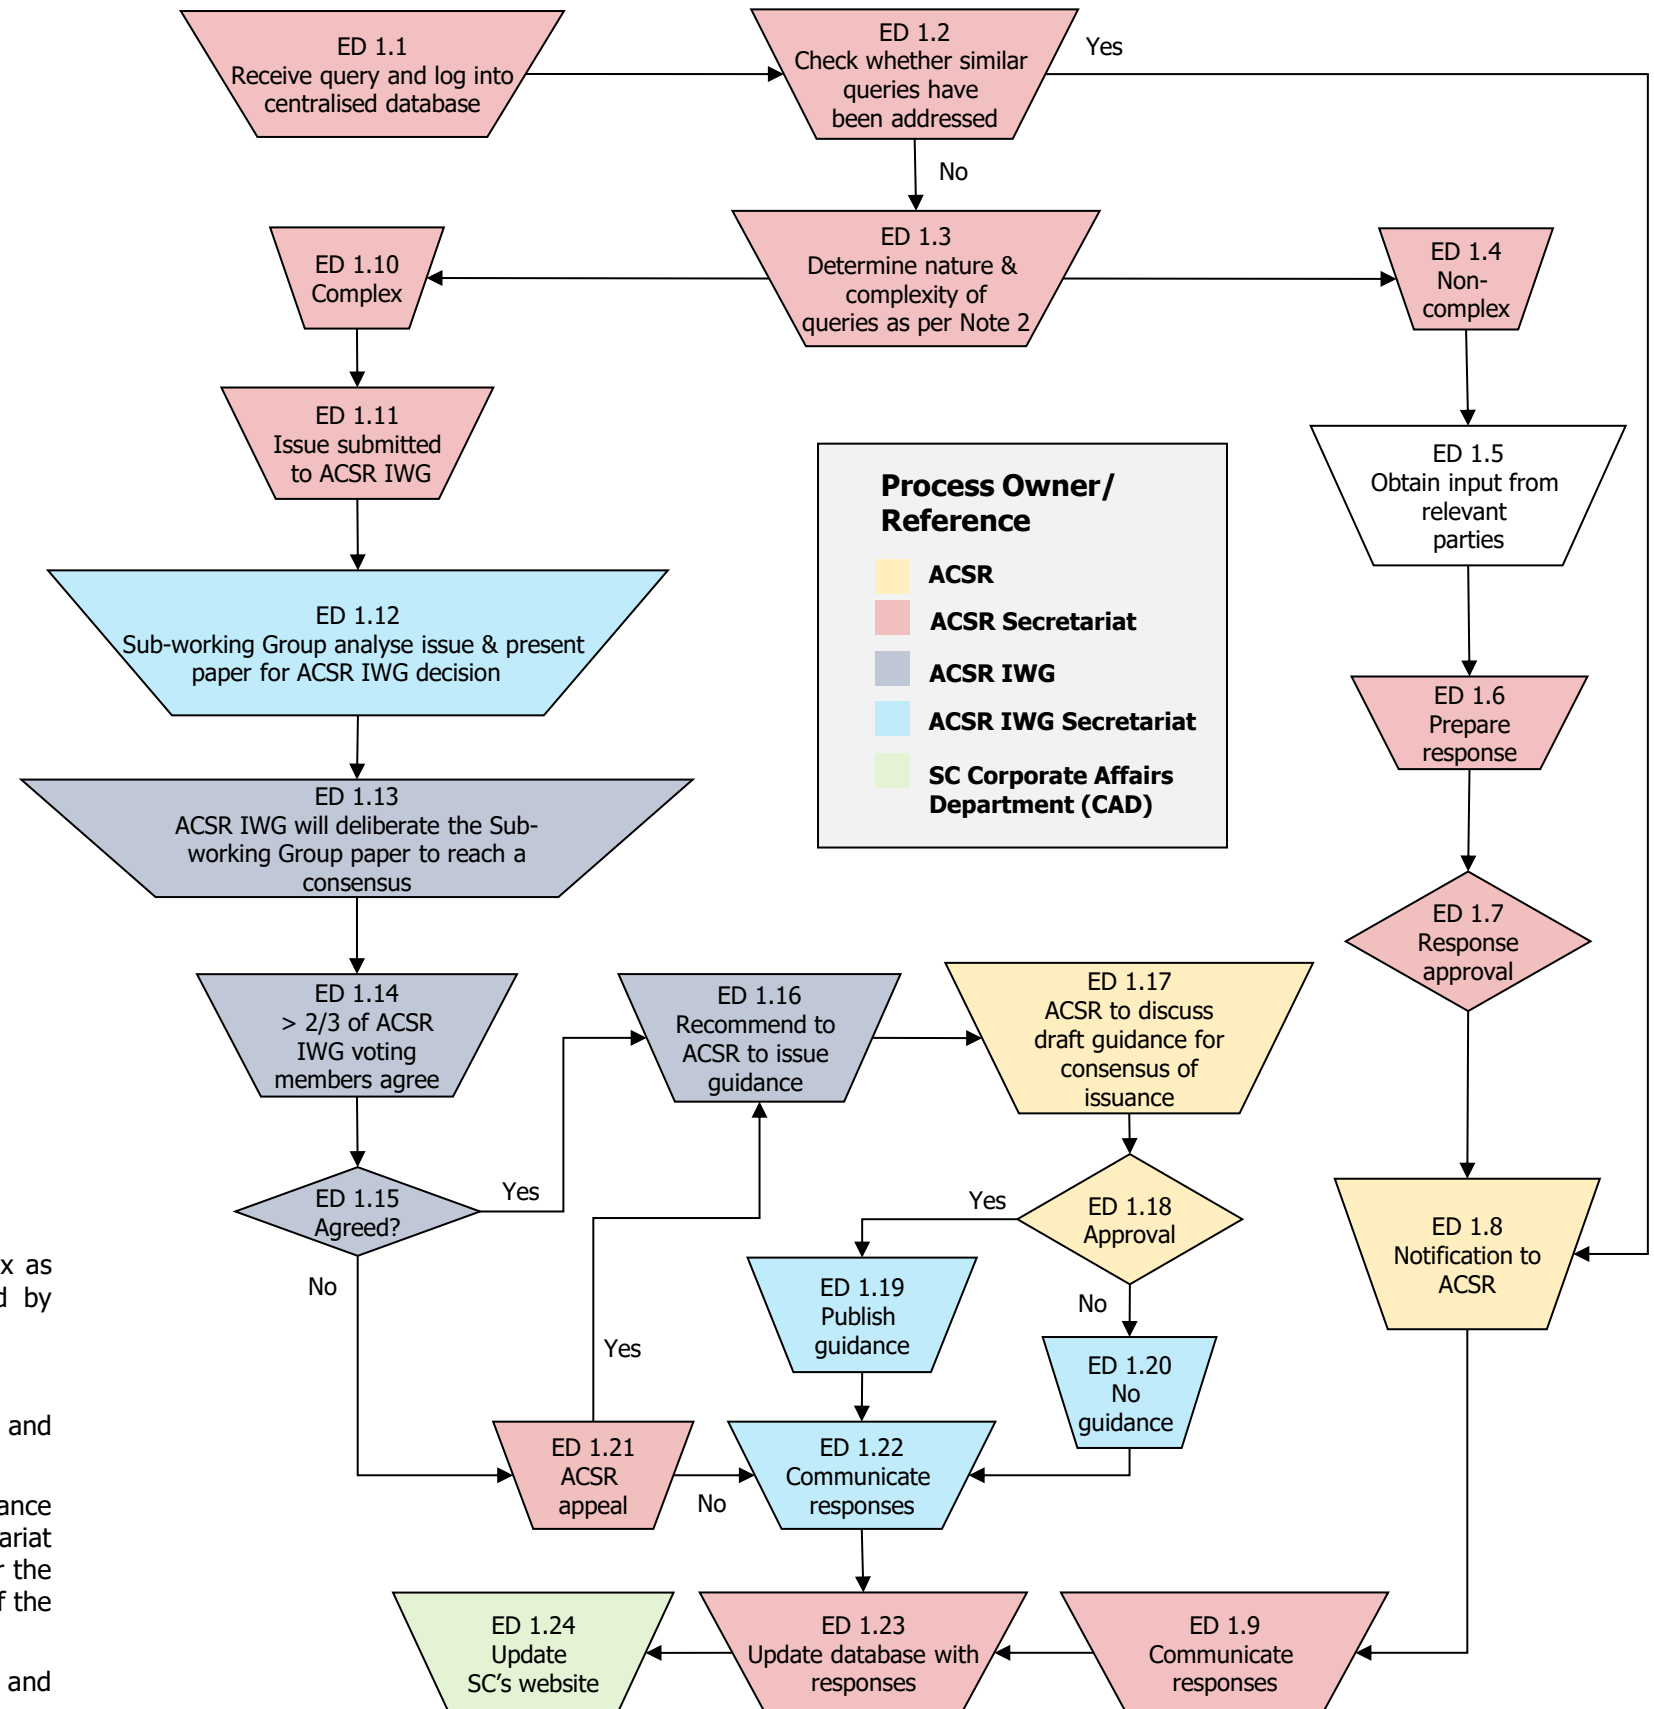 ED 1.1
Receive query and log into
centralised database
ED 1.2
Check whether similar
queries have
been addressed
Yes
No
ED 1.3
Determine nature &
complexity of
queries as per Note 2
ED 1.10
Complex
ED 1.4
Non-
complex
ED 1.11
Issue submitted
to ACSR IWG
ED 1.5
Obtain input from
relevant
parties
Process Owner/
Reference
ACSR
ACSR Secretariat
ACSR IWG
ACSR IWG Secretariat
SC Corporate Affairs
Department (CAD)
ED 1.12
Sub-working Group analyse issue & present
paper for ACSR IWG decision
ED 1.6
Prepare
response
ED 1.13
ACSR IWG will deliberate the Sub-
working Group paper to reach a
consensus
ED 1.7
Response
approval
ED 1.14
> 2/3 of ACSR
IWG voting
members agree
ED 1.16
Recommend to
ACSR to issue
guidance
ED 1.17
ACSR to discuss
draft guidance for
consensus of
issuance
ED 1.15
Agreed?
Yes
No
Yes
ED 1.18
Approval
No
ED 1.8
Notification to
ACSR
x as
d by
ED 1.19
Publish
guidance
ED 1.20
No
guidance
Yes
and
ED 1.21
ACSR
appeal
No
ED 1.22
Communicate
responses
ance
ariat
r the
f the
ED 1.24
Update
SC's website
ED 1.23
Update database with
responses
ED 1.9
Communicate
responses
and